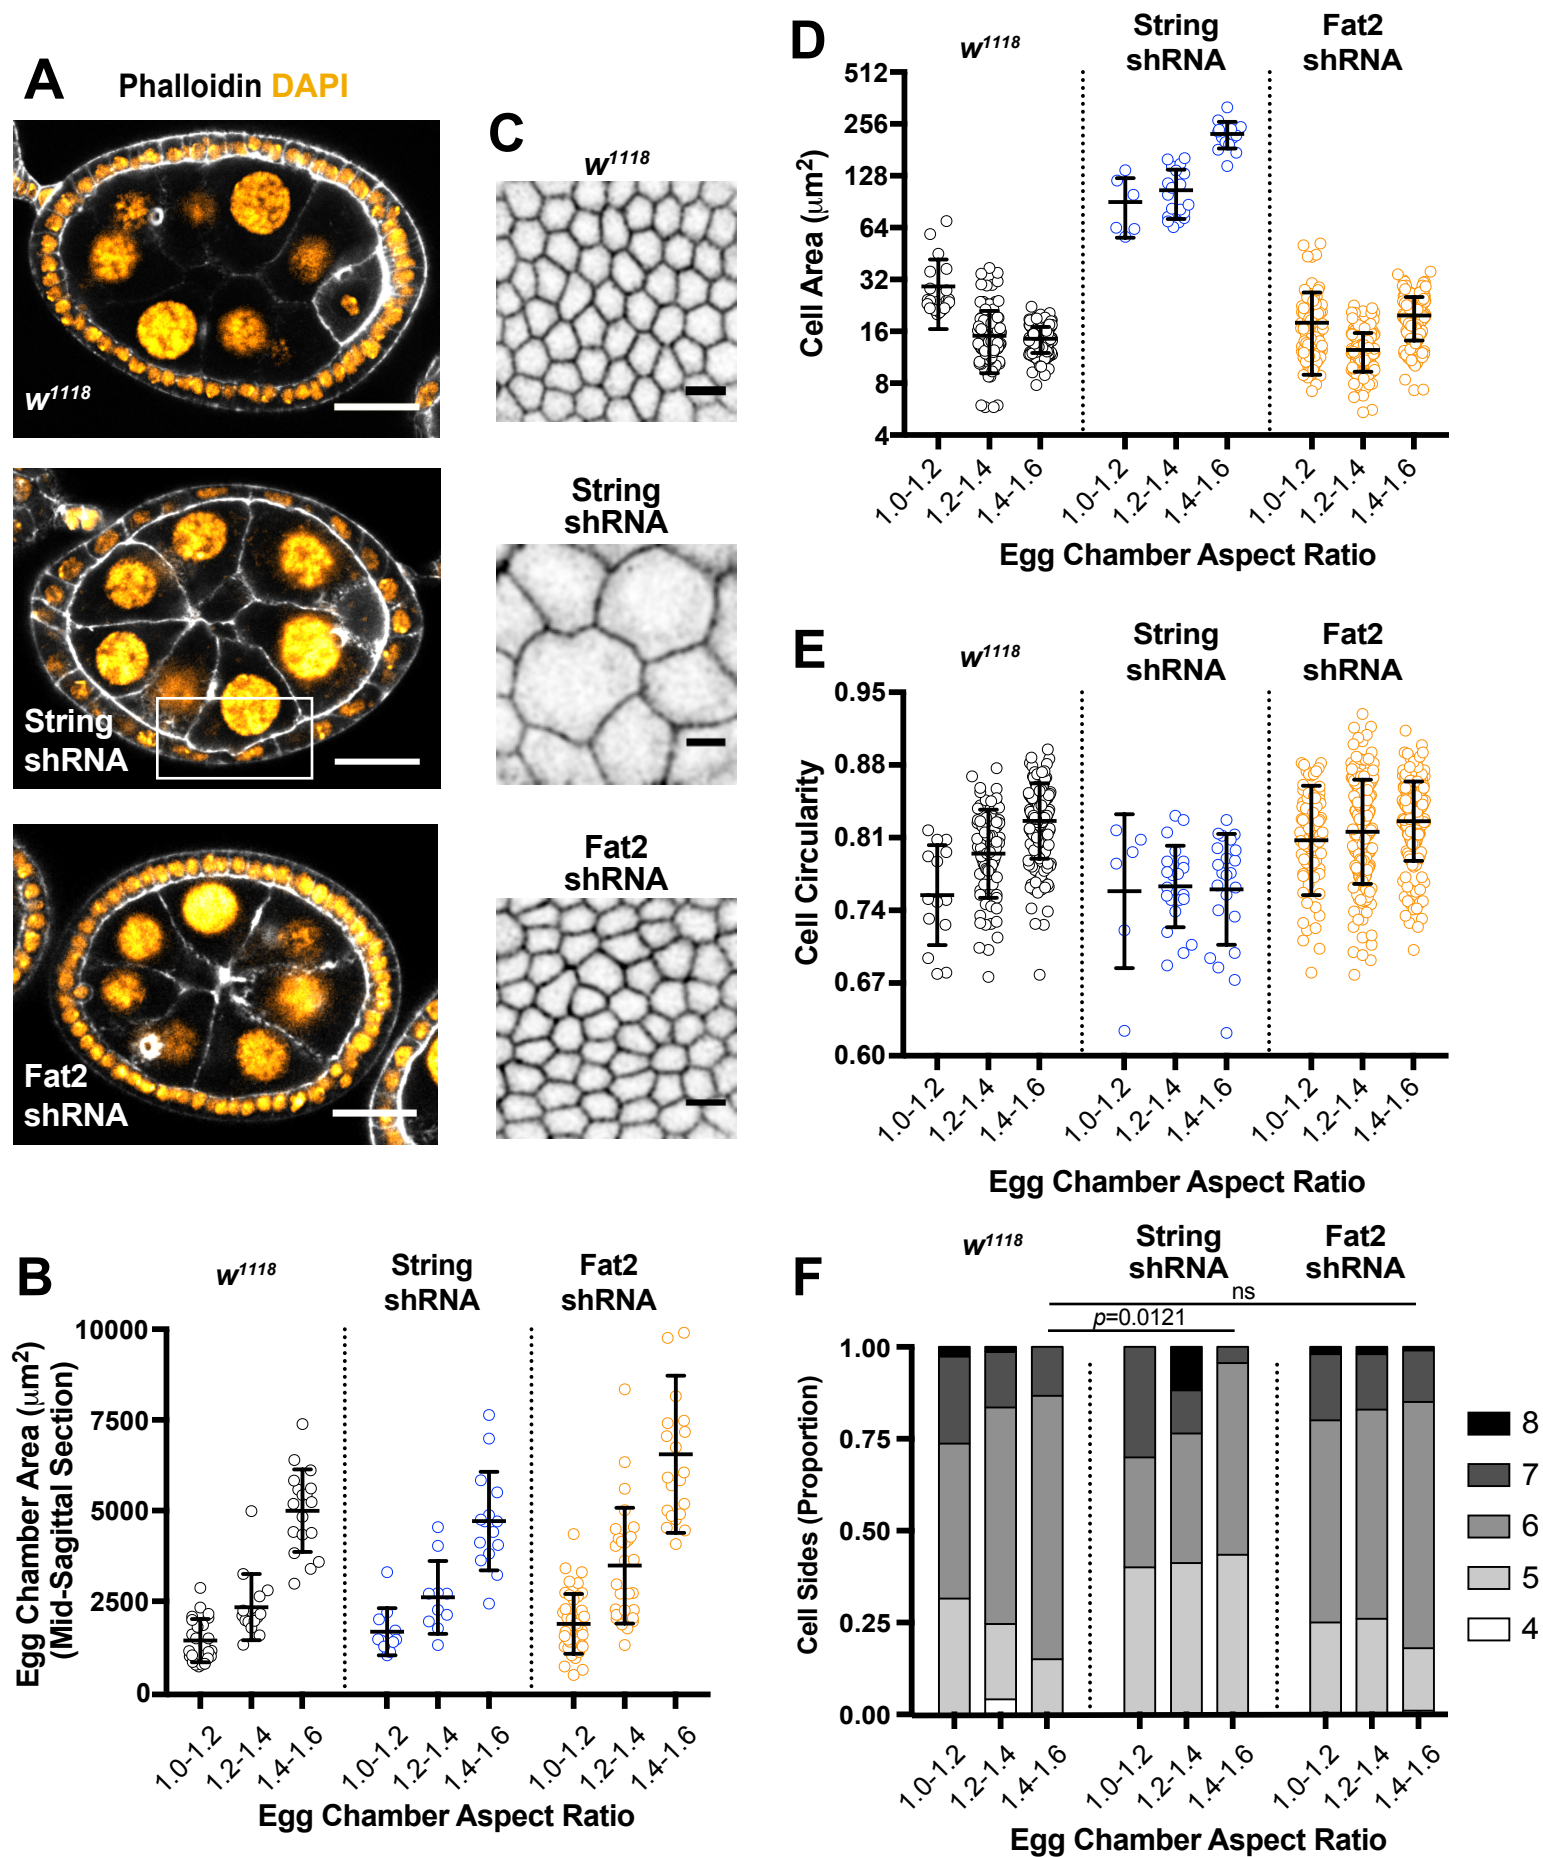 A
Phalloidin DAPI
w1118
String
shRNA
Fat2
shRNA
C
w1118
String
shRNA
Fat2
shRNA
B
w1118
String
shRNA
Fat2
shRNA
Egg Chamber Area (μm2)
(Mid-Sagittal Section)
10000
7500
5000
2500
0
1.0-1.2
1.2-1.4
1.4-1.6
1.0-1.2
1.2-1.4
1.4-1.6
1.0-1.2
1.2-1.4
1.4-1.6
Egg Chamber Aspect Ratio
D
w1118
String
shRNA
Fat2
shRNA
Cell Area (μm2)
512
256
128
64
32
16
8
4
1.0-1.2
1.2-1.4
1.4-1.6
1.0-1.2
1.2-1.4
1.4-1.6
1.0-1.2
1.2-1.4
1.4-1.6
Egg Chamber Aspect Ratio
E
w1118
String
shRNA
Fat2
shRNA
Cell Circularity
0.95
0.88
0.81
0.74
0.67
0.60
1.0-1.2
1.2-1.4
1.4-1.6
1.0-1.2
1.2-1.4
1.4-1.6
1.0-1.2
1.2-1.4
1.4-1.6
Egg Chamber Aspect Ratio
F
w1118
String
shRNA
Fat2
shRNA
ns
p=0.0121
Cell Sides (Proportion)
1.00
0.75
0.50
0.25
0.00
1.0-1.2
1.2-1.4
1.4-1.6
1.0-1.2
1.2-1.4
1.4-1.6
1.0-1.2
1.2-1.4
1.4-1.6
Egg Chamber Aspect Ratio
8
7
6
5
4